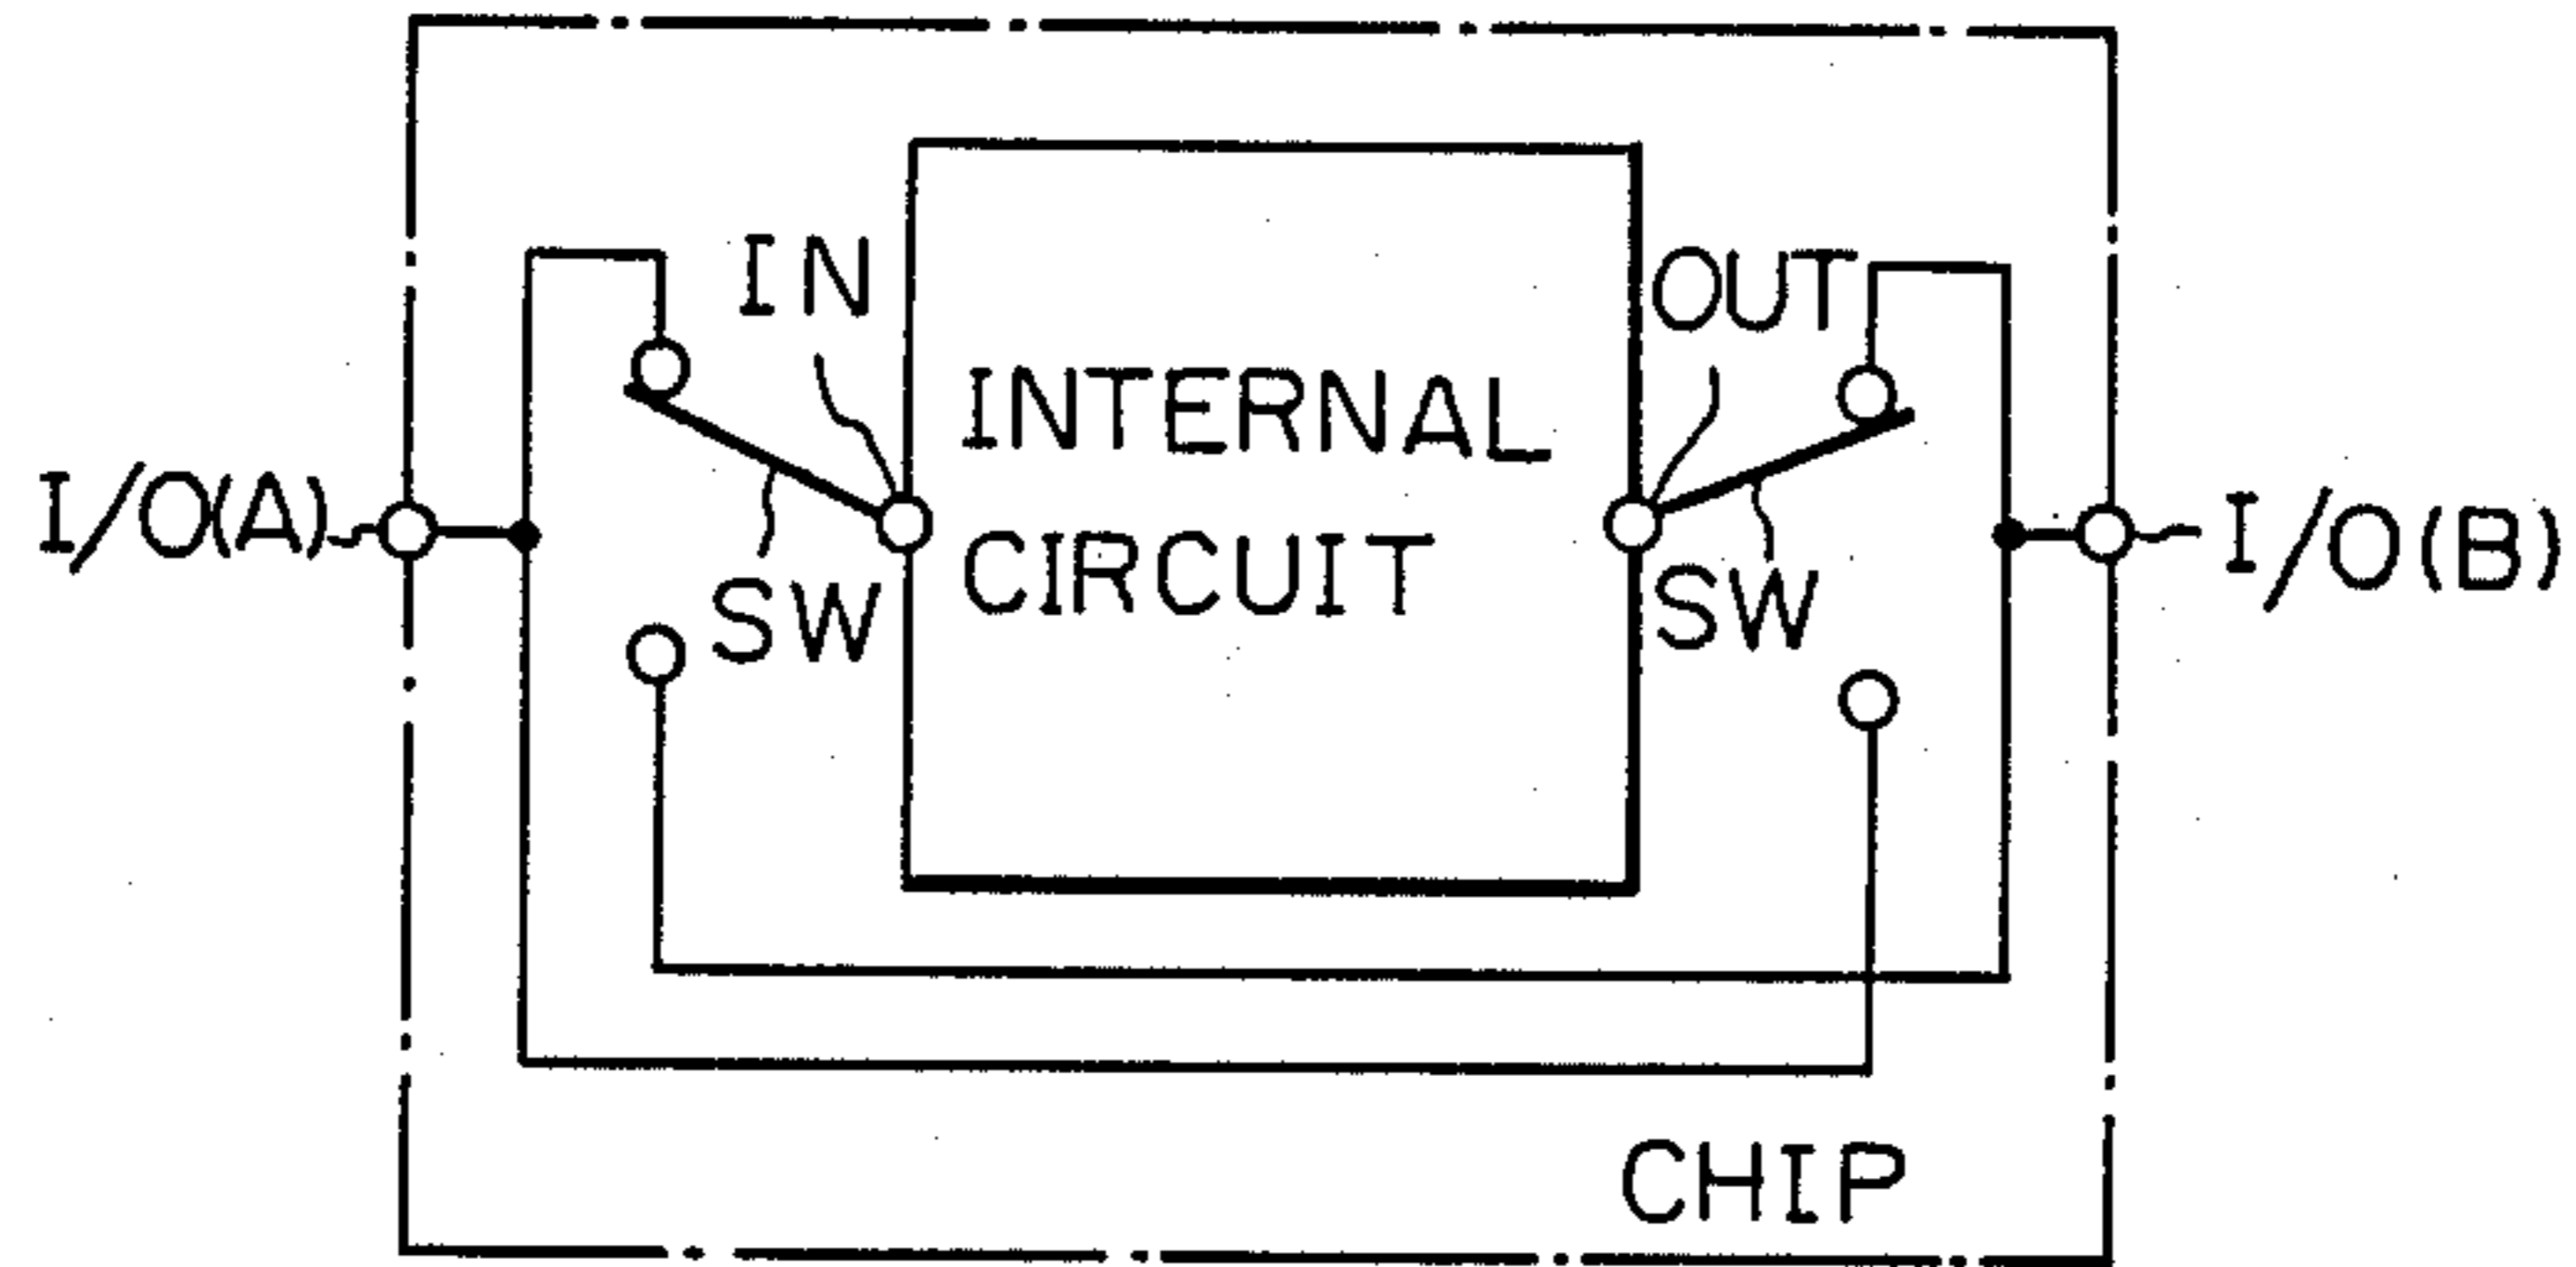 IN
OUT
INTERNAL
CIRCUIT
I/O(A)
I/O(B)
SW
SW
CHIP